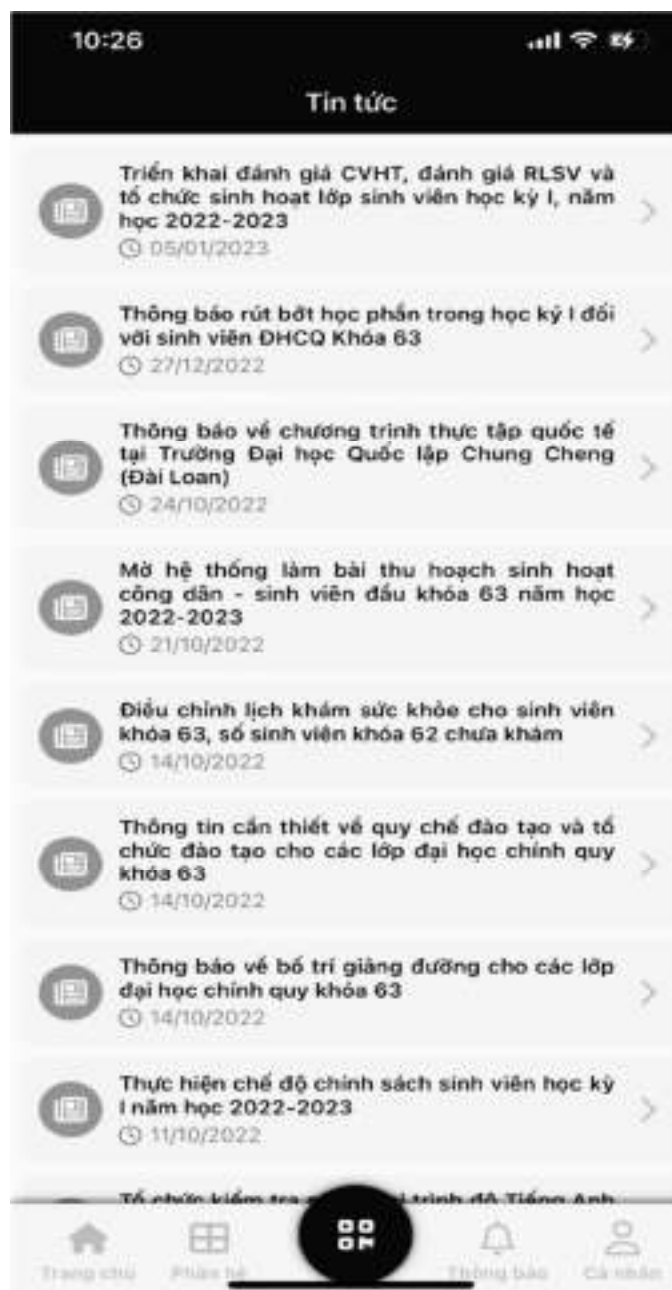 10:26
Tin tức
Triển khai đánh giá CVHT, đánh giá RLSV và
tổ chức sinh hoạt lớp sinh viên học kỳ I, năm
học 2022-2023
05/01/2023
Thông báo rút bớt học phần trong học kỳ I đối
với sinh viên ĐHCQ Khóa 63
27/12/2022
Thông báo về chương trình thực tập quốc tế
tại Trường Đại học Quốc lập Chung Cheng
(Đài Loan)
24/10/2022
Mở hệ thống làm bài thu hoạch sinh hoạt
công dân - sinh viên đầu khóa 63 năm học
2022-2023
21/10/2022
Điều chỉnh lịch khám sức khỏe cho sinh viên
khóa 63, số sinh viên khóa 62 chưa khám
14/10/2022
Thông tin cần thiết về quy chế đào tạo và tổ
chức đào tạo cho các lớp đại học chính quy
khóa 63
14/10/2022
Thông báo về bố trí giảng đường cho các lớp
đại học chính quy khóa 63
14/10/2022
Thực hiện chế độ chính sách sinh viên học kỳ
I năm học 2022-2023
11/10/2022
Tổ chức kiểm tra trình độ Tiếng Anh
Trang chủ Phân hệ Thông báo Cá nhân